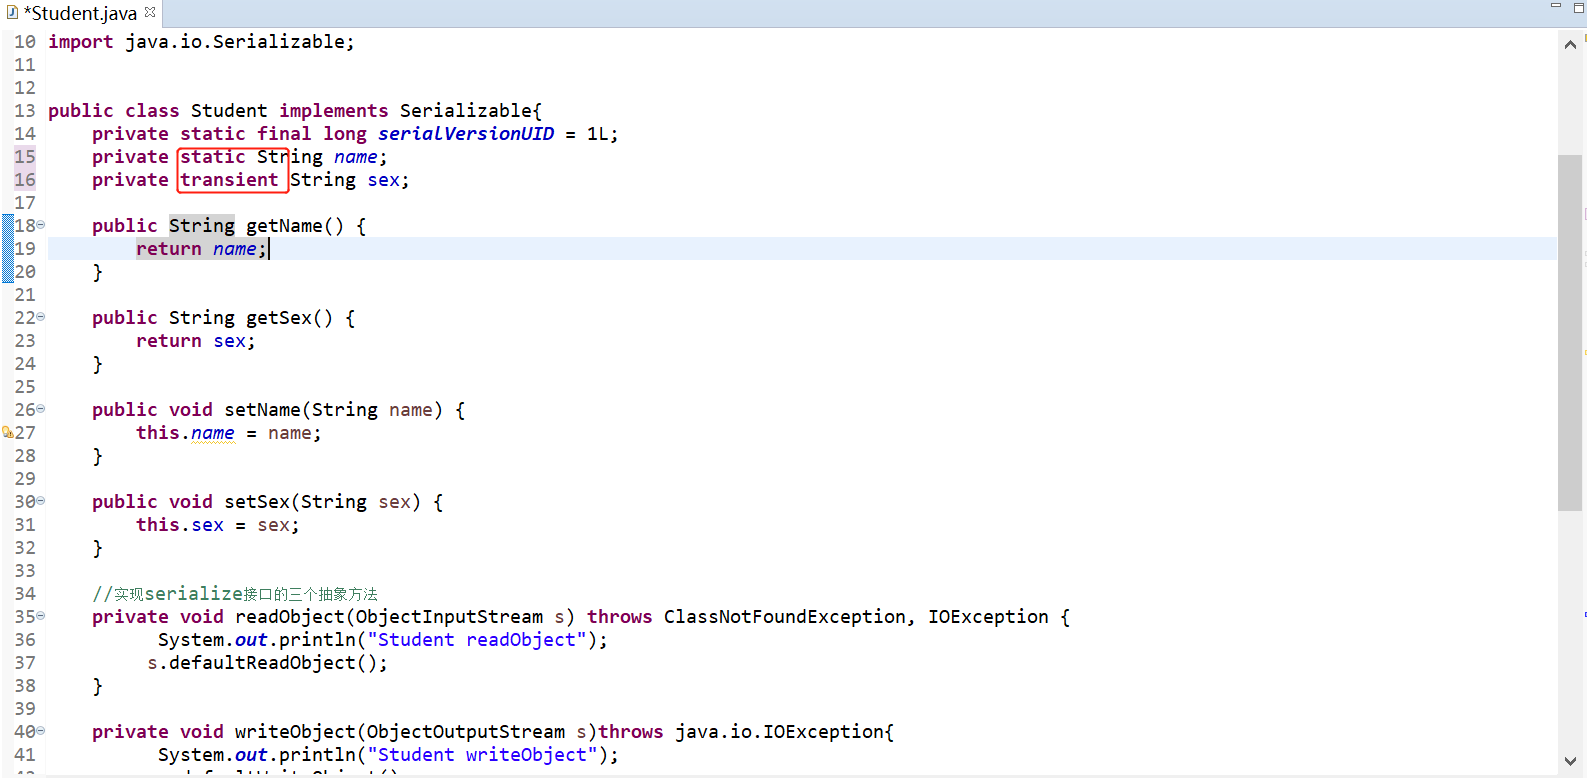 *Student.java
10 import java.io.Serializable;
11
12
13 public class Student implements Serializable{
14 private static final long serialVersionUID = 1L;
15 private static String name;
16 private transient String sex;
17
18 public String getName() {
19 return name;
20 }
21
22 public String getSex() {
23 return sex;
24 }
25
26 public void setName(String name) {
27 this.name = name;
28 }
29
30 public void setSex(String sex) {
31 this.sex = sex;
32 }
33
34 //实现serialize接口的三个抽象方法
35 private void readObject(ObjectInputStream s) throws ClassNotFoundException, IOException {
36 System.out.println("Student readObject");
37 s.defaultReadObject();
38 }
39
40 private void writeObject(ObjectOutputStream s)throws java.io.IOException{
41 System.out.println("Student writeObject");